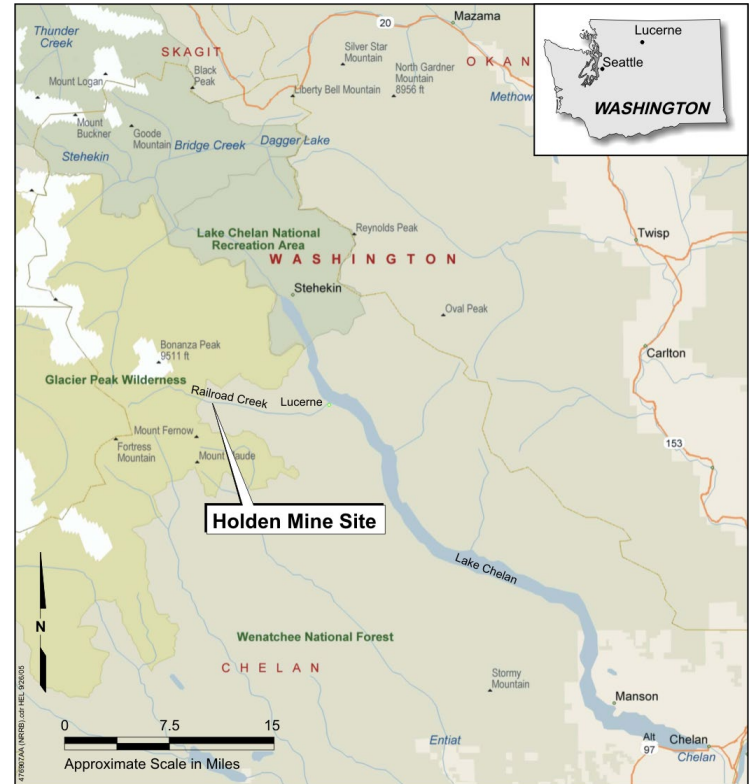 Thunder
Creek
SKAGIT
20
Mazama
Silver Star
Mountain
OKAN
Lucerne
Seattle
WASHINGTON
Mount Logan
Black
Peak
North Gardner
Mountain
8956 ft
Liberty Bell Mountain
Methow
Mount
Buckner
Goode
Mountain
Bridge Creek
Dagger Lake
Stehekin
Lake Chelan National
Recreation Area
Reynolds Peak
Twisp
WASHINGTON
Stehekin
Oval Peak
Bonanza Peak
9511 ft
Carlton
Glacier Peak Wilderness
Railroad Creek
Lucerne
Mount Fernow
Fortress
Mountain
Mount
aude
153
Holden Mine Site
Lake Chelan
N
Wenatchee National Forest
CHELAN
Stormy
Mountain
Manson
0 7.5 15
Approximate Scale in Miles
Entiat
Alt
97
Chelan
Chelan
476907AA (NRRB).cdr HEL 9/26/05